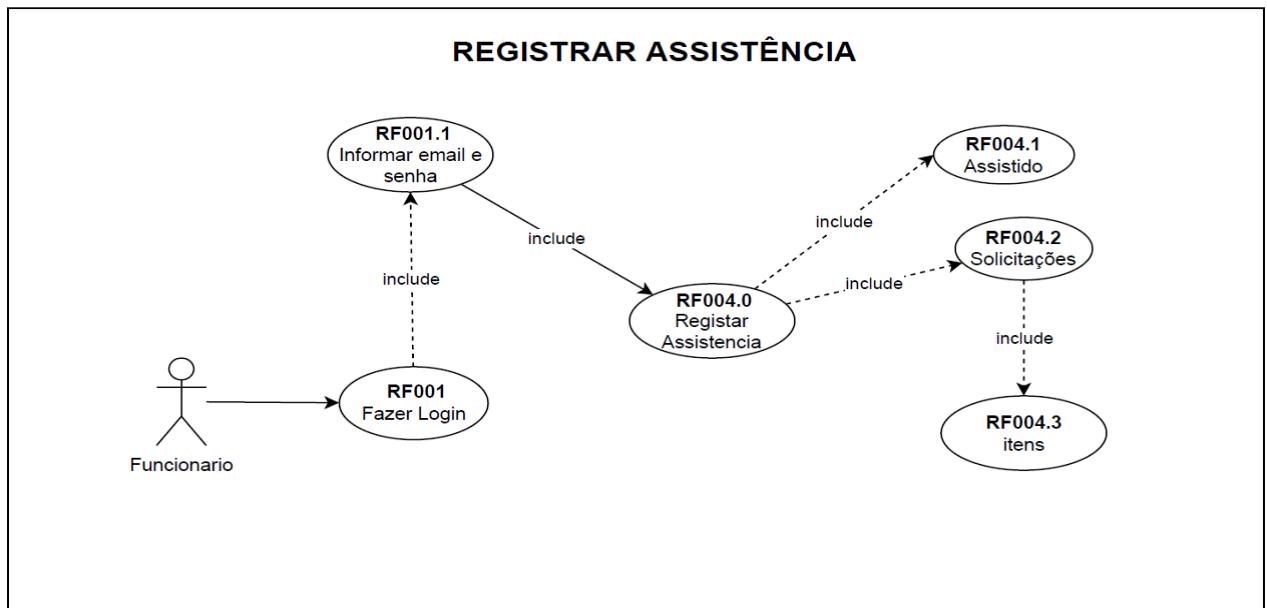 REGISTRAR ASSISTÊNCIA
RF001.1
Informar email e
senha
RF004.1
Assistido
include
include
RF004.2
Solicitações
include
include
RF004.0
Registar
Assistencia
include
RF001
Fazer Login
RF004.3
itens
Funcionario